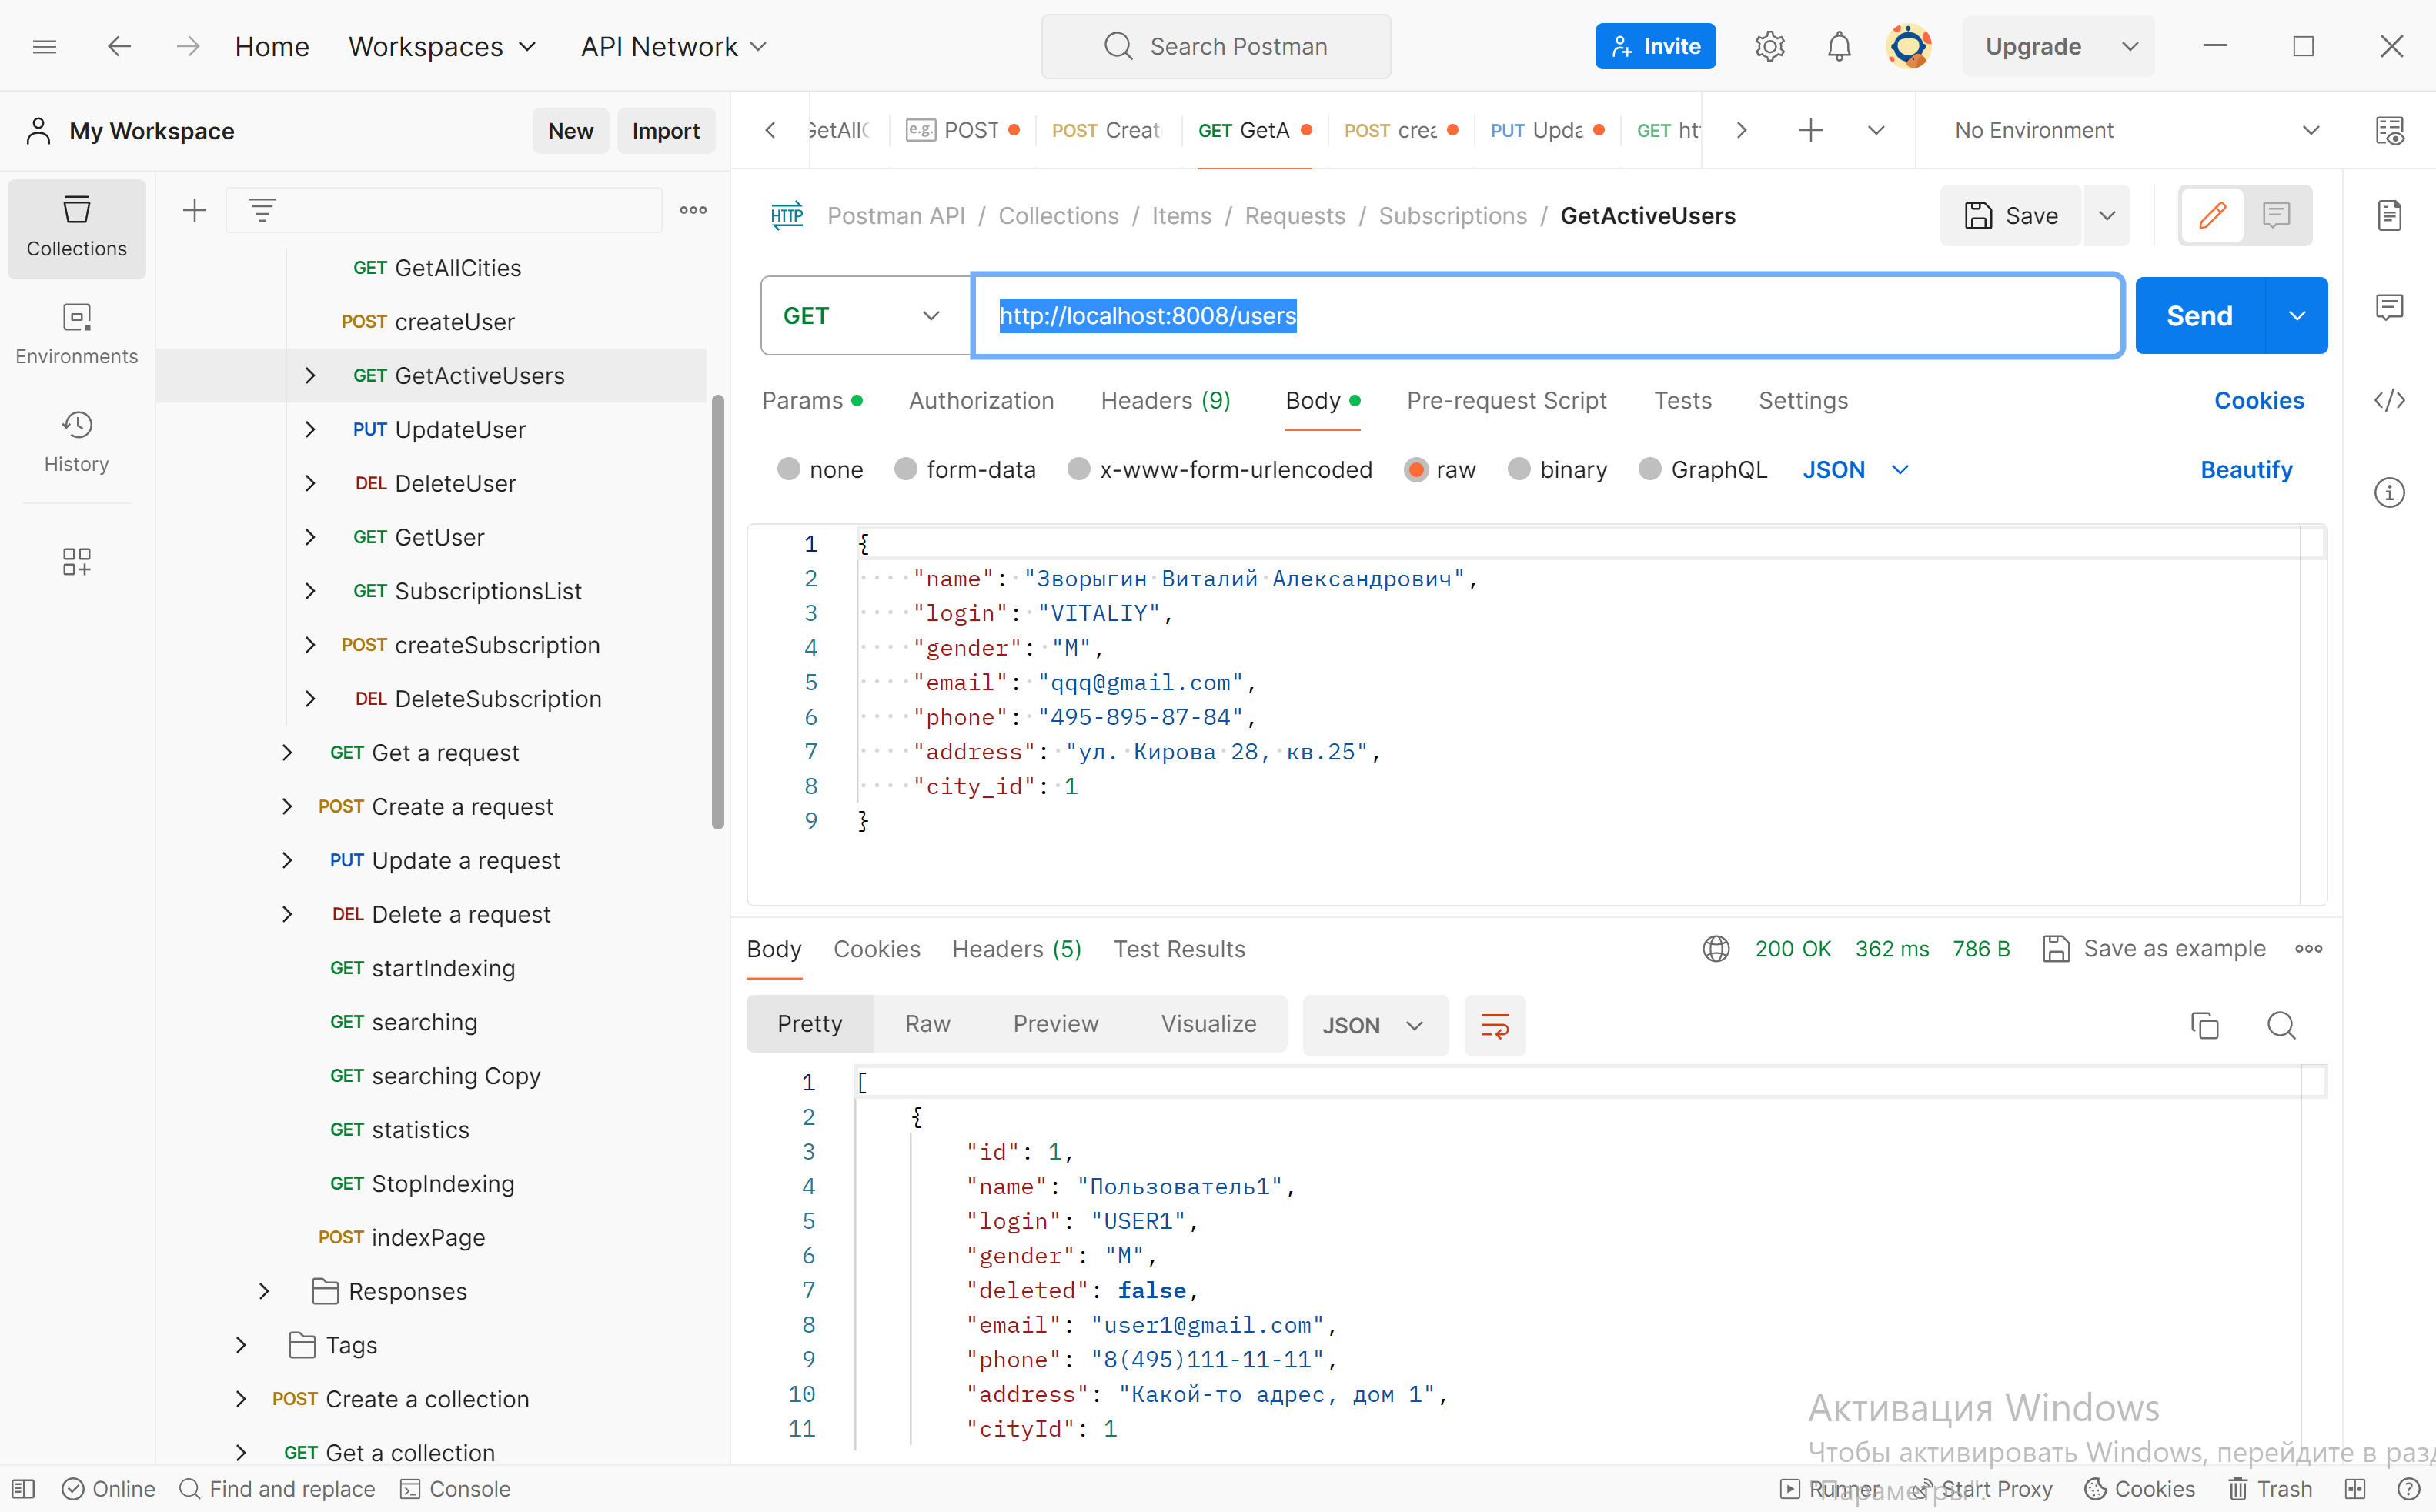 Home Workspaces API Network Search Postman Invite Upgrade
My Workspace New Import
GetAllC e.g. POST POST Creat GET GetA POST crea PUT Upda GET ht No Environment
Collections
Environments
History
GET GetAllCities
POST createUser
GET GetActiveUsers
PUT UpdateUser
DEL DeleteUser
GET GetUser
GET SubscriptionsList
POST createSubscription
DEL DeleteSubscription
GET Get a request
POST Create a request
PUT Update a request
DEL Delete a request
GET startIndexing
GET searching
GET searching Copy
GET statistics
GET StopIndexing
POST indexPage
Responses
Tags
POST Create a collection
GET Get a collection
HTTP Postman API / Collections / Items / Requests / Subscriptions / GetActiveUsers Save
GET http://localhost:8008/users Send
Params Authorization Headers (9) Body Pre-request Script Tests Settings Cookies
none form-data x-www-form-urlencoded raw binary GraphQL JSON Beautify
1 {
2 "name": "Зворыгин Виталий Александрович",
3 "login": "VITALIY",
4 "gender": "M",
5 "email": "qqq@gmail.com",
6 "phone": "495-895-87-84",
7 "address": "ул. Кирова 28, кв.25",
8 "city_id": 1
9 }
Body Cookies Headers (5) Test Results 200 OK 362 ms 786 B Save as example
Pretty Raw Preview Visualize JSON
1 [
2 {
3 "id": 1,
4 "name": "Пользователь1",
5 "login": "USER1",
6 "gender": "M",
7 "deleted": false,
8 "email": "user1@gmail.com",
9 "phone": "8(495)111-11-11",
10 "address": "Какой-то адрес, дом 1",
11 "cityId": 1
Активация Windows
Чтобы активировать Windows, перейдите в разд
"Параметры".
Online Find and replace Console Runner Start Proxy Cookies Trash